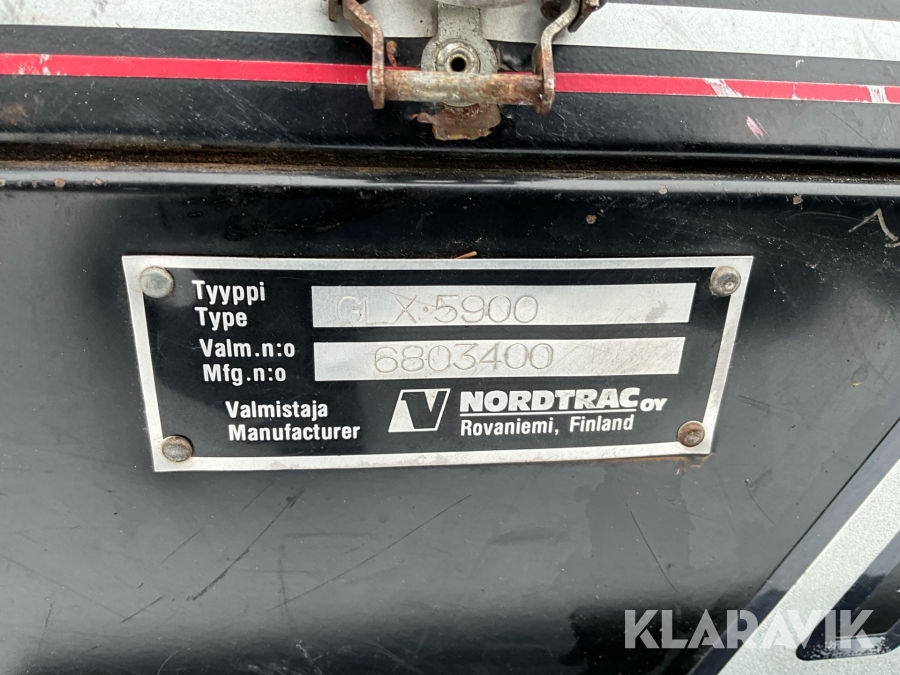 Tyyppi
Type
GLX·5900
Valm.n:o
Mfg.n:o
6803400
Valmistaja
Manufacturer
NORDTRAC OY
Rovaniemi, Finland
KLARAVIK